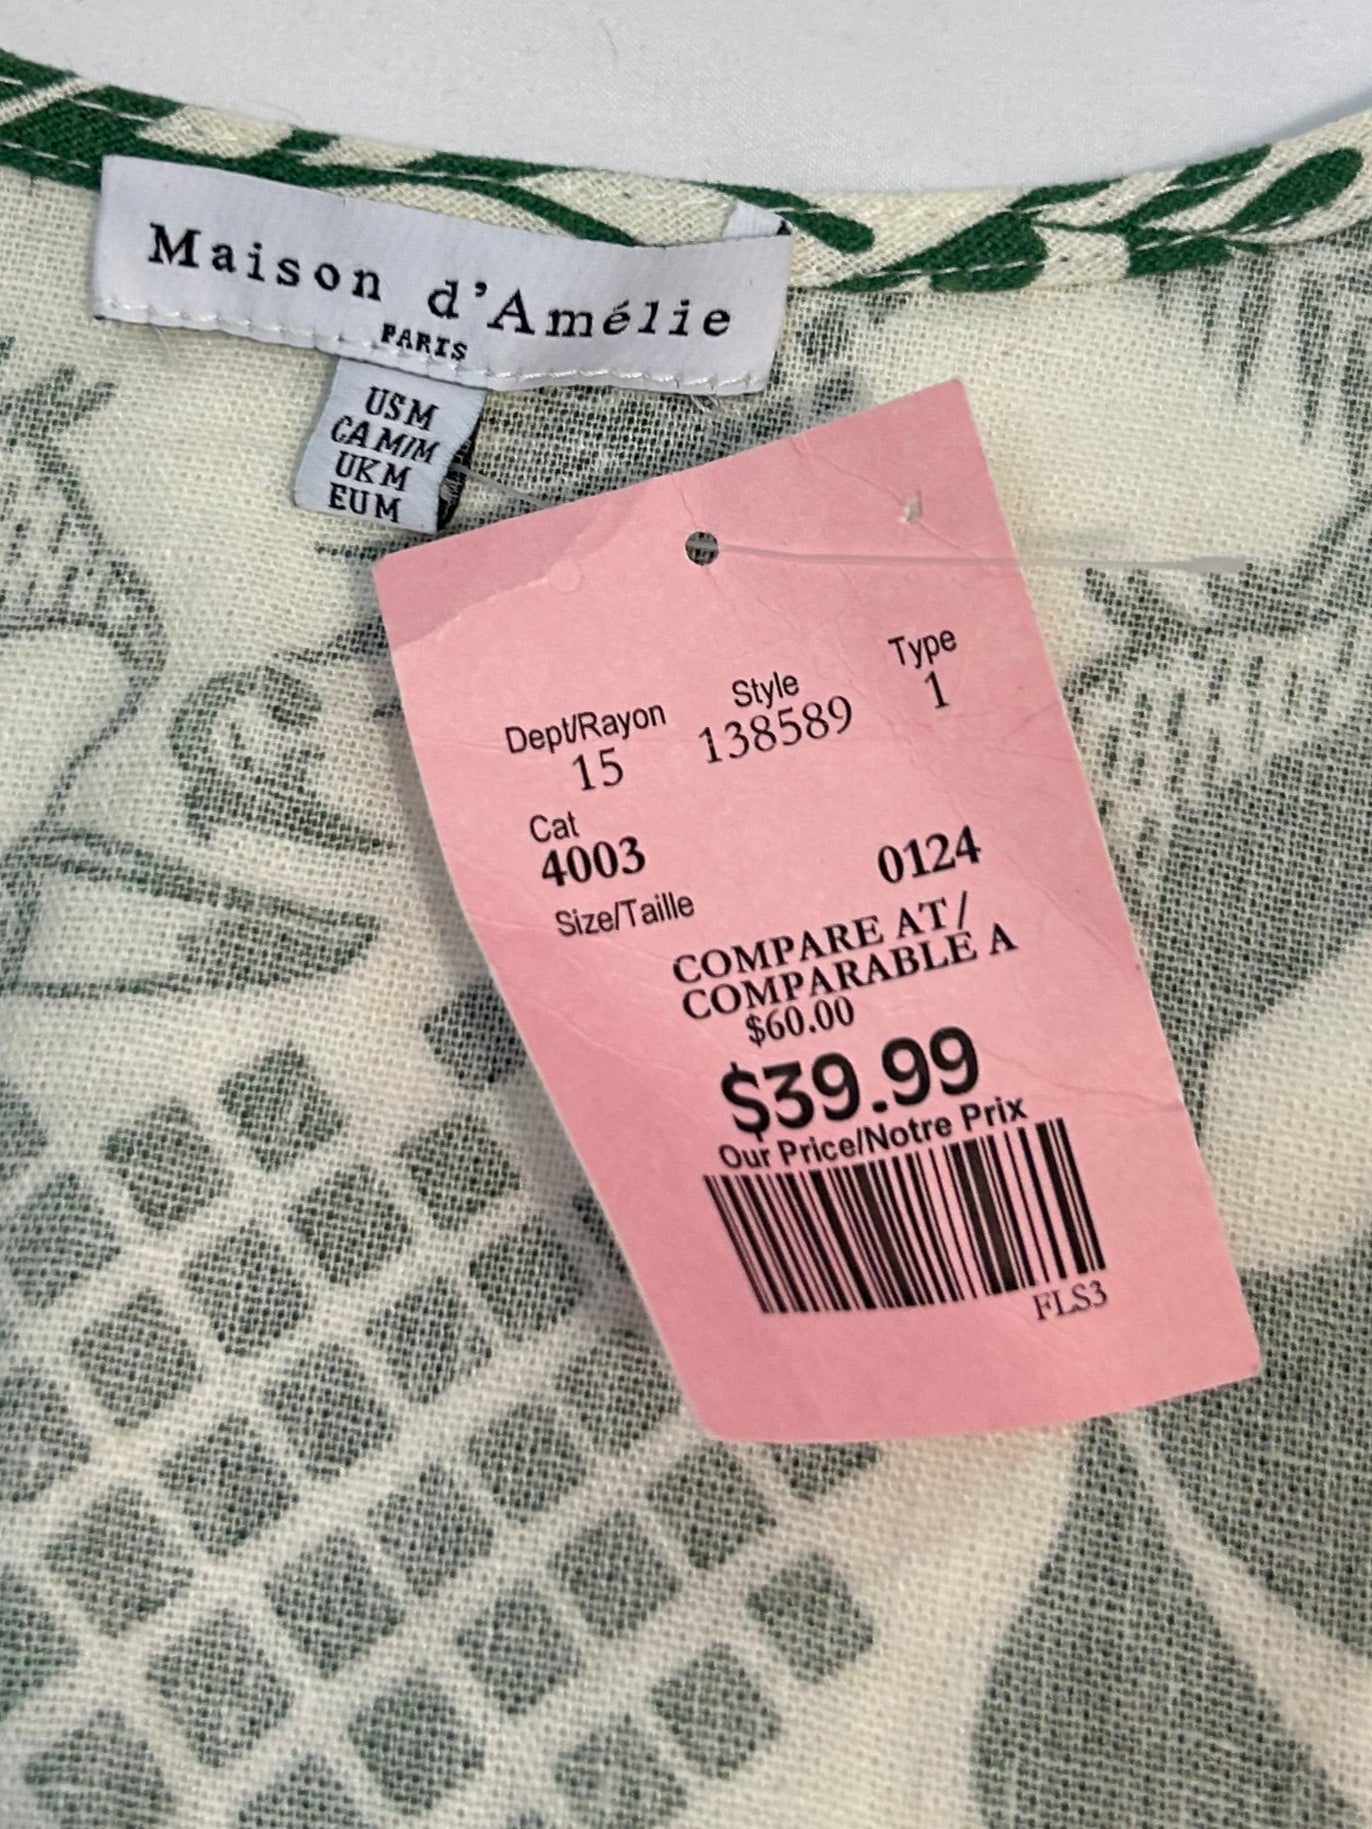 Maison d'Amélie
PARIS
US M
CA M/M
UK M
EU M
Dept/Rayon Style Type
15 138589 1
Cat
4003 0124
Size/Taille
COMPARE AT/
COMPARABLE A
$60.00
$39.99
Our Price/Notre Prix
FLS3